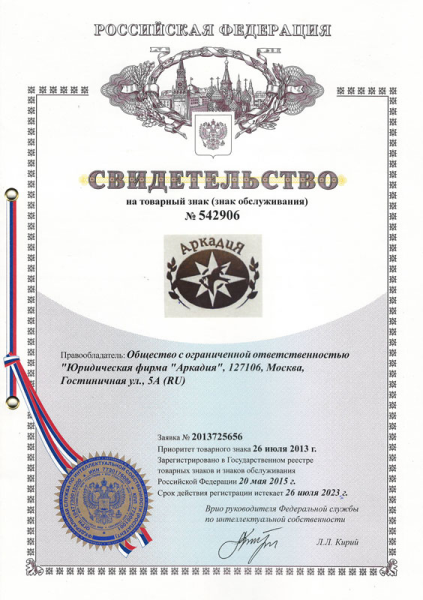 РОССИЙСКАЯ ФЕДЕРАЦИЯ
СВИДЕТЕЛЬСТВО
на товарный знак (знак обслуживания)
№ 542906
АркадиЯ
Правообладатель: Общество с ограниченной ответственностью
"Юридическая фирма "Аркадия", 127106, Москва,
Гостиничная ул., 5А (RU)
Заявка № 2013725656
Приоритет товарного знака 26 июля 2013 г.
Зарегистрировано в Государственном реестре
товарных знаков и знаков обслуживания
Российской Федерации 20 мая 2015 г.
Срок действия регистрации истекает 26 июля 2023 г.
Врио руководителя Федеральной службы
по интеллектуальной собственности
Л.Л. Кирий